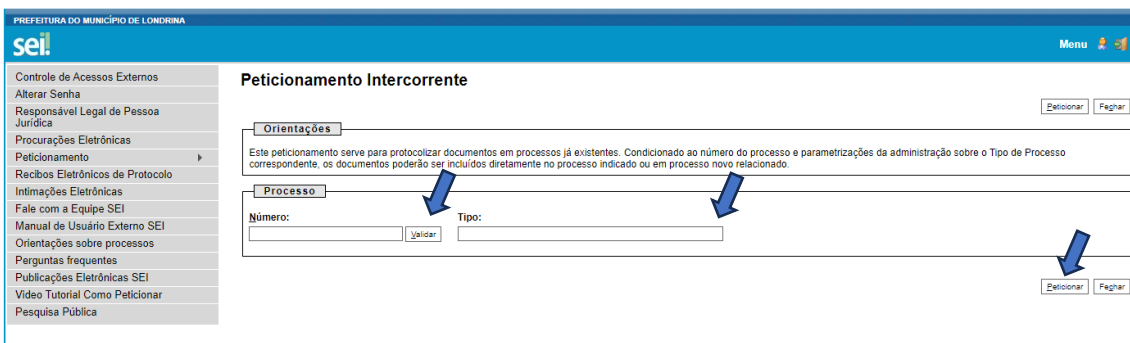 PREFEITURA DO MUNICÍPIO DE LONDRINA
sei!
Menu
Controle de Acessos Externos
Alterar Senha
Responsável Legal de Pessoa
Jurídica
Procurações Eletrônicas
Peticionamento
Recibos Eletrônicos de Protocolo
Intimações Eletrônicas
Fale com a Equipe SEI
Manual de Usuário Externo SEI
Orientações sobre processos
Perguntas frequentes
Publicações Eletrônicas SEI
Video Tutorial Como Peticionar
Pesquisa Pública
Peticionamento Intercorrente
Peticionar Fechar
Orientações
Este peticionamento serve para protocolizar documentos em processos já existentes. Condicionado ao número do processo e parametrizações da administração sobre o Tipo de Processo
correspondente, os documentos poderão ser incluídos diretamente no processo indicado ou em processo novo relacionado.
Processo
Número: Tipo:
Validar
Peticionar Fechar